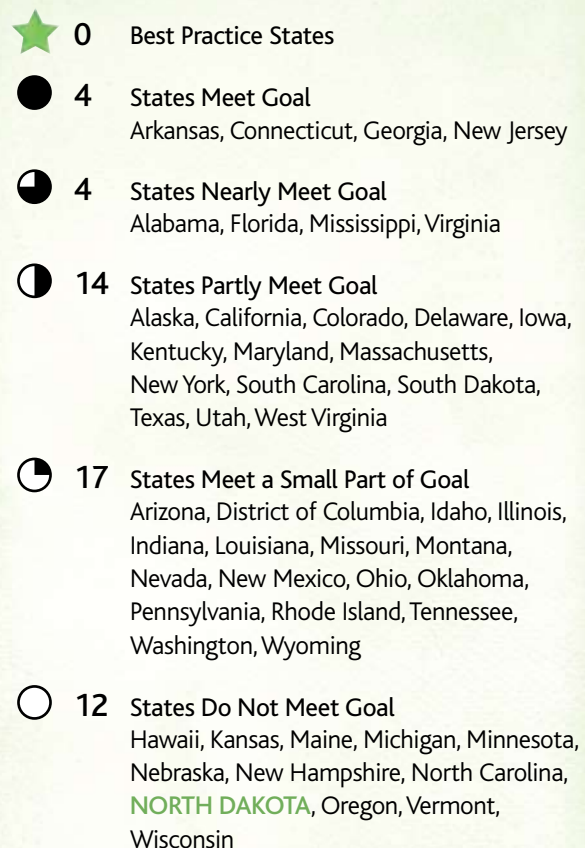 0 Best Practice States
4 States Meet Goal
Arkansas, Connecticut, Georgia, New Jersey
4 States Nearly Meet Goal
Alabama, Florida, Mississippi, Virginia
14 States Partly Meet Goal
Alaska, California, Colorado, Delaware, Iowa,
Kentucky, Maryland, Massachusetts,
New York, South Carolina, South Dakota,
Texas, Utah, West Virginia
17 States Meet a Small Part of Goal
Arizona, District of Columbia, Idaho, Illinois,
Indiana, Louisiana, Missouri, Montana,
Nevada, New Mexico, Ohio, Oklahoma,
Pennsylvania, Rhode Island, Tennessee,
Washington, Wyoming
12 States Do Not Meet Goal
Hawaii, Kansas, Maine, Michigan, Minnesota,
Nebraska, New Hampshire, North Carolina,
NORTH DAKOTA, Oregon, Vermont,
Wisconsin